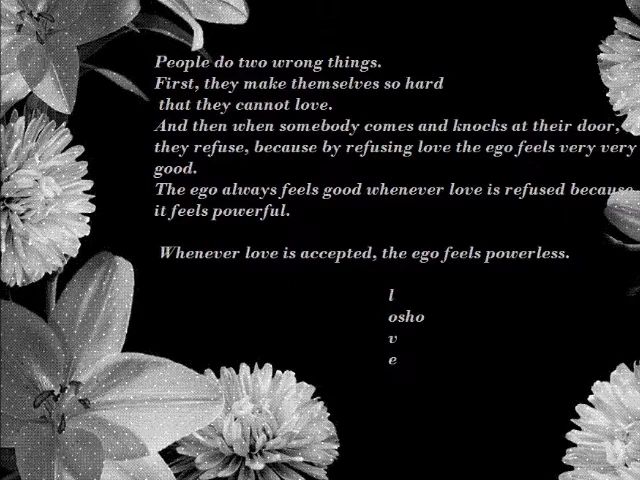 People do two wrong things.
First, they make themselves so hard
that they cannot love.
And then when somebody comes and knocks at their door,
they refuse, because by refusing love the ego feels very very
good.
The ego always feels good whenever love is refused because
it feels powerful.
Whenever love is accepted, the ego feels powerless.
l
osho
v
e